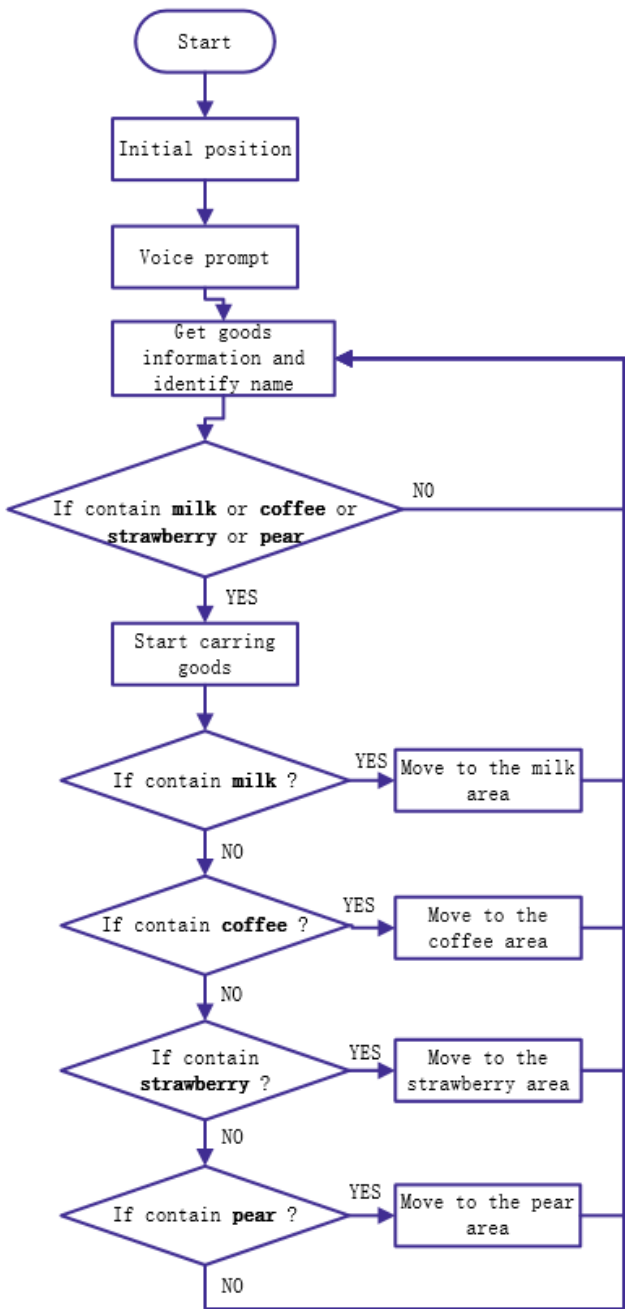 Start
Initial position
Voice prompt
Get goods
information and
identify name
If contain milk or coffee or
strawberry or pear
NO
YES
Start carring
goods
If contain milk ?
YES
Move to the milk
area
NO
If contain coffee ?
YES
Move to the
coffee area
NO
If contain
strawberry ?
YES
Move to the
strawberry area
NO
If contain pear ?
YES
Move to the pear
area
NO